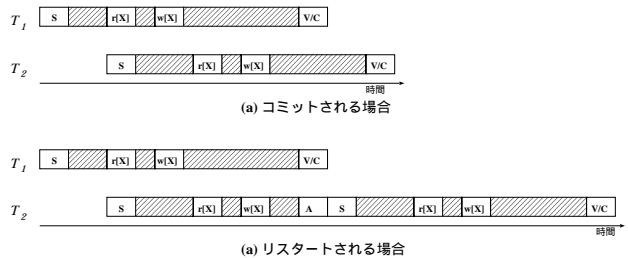 T1 S r[X] w[X] V/C
T2 S r[X] w[X] V/C
時間
(a) コミットされる場合
T1 S r[X] w[X] V/C
T2 S r[X] w[X] A S r[X] w[X] V/C
時間
(a) リスタートされる場合